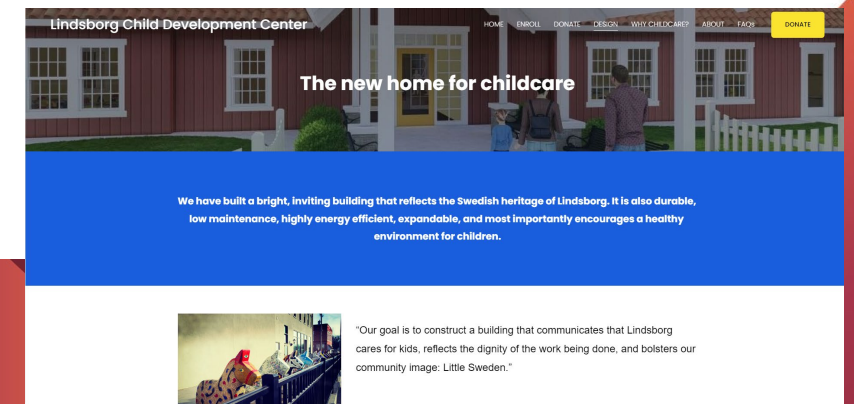 Lindsborg Child Development Center
HOME ENROLL DONATE DESIGN WHY CHILDCARE? ABOUT FAQs DONATE
The new home for childcare
We have built a bright, inviting building that reflects the Swedish heritage of Lindsborg. It is also durable,
low maintenance, highly energy efficient, expandable, and most importantly encourages a healthy
environment for children.
“Our goal is to construct a building that communicates that Lindsborg
cares for kids, reflects the dignity of the work being done, and bolsters our
community image: Little Sweden.”